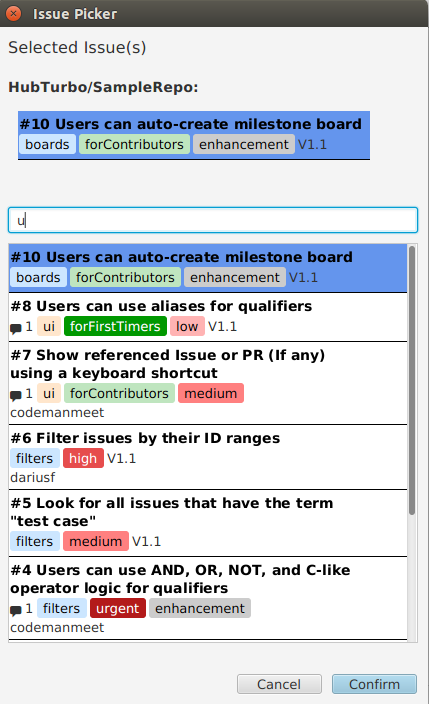 Issue Picker
Selected Issue(s)
HubTurbo/SampleRepo:
#10 Users can auto-create milestone board
boards forContributors enhancement V1.1
u
#10 Users can auto-create milestone board
boards forContributors enhancement V1.1
#8 Users can use aliases for qualifiers
1 ui forFirstTimers low V1.1
#7 Show referenced Issue or PR (If any)
using a keyboard shortcut
1 ui forContributors medium
codemanmeet
#6 Filter issues by their ID ranges
filters high V1.1
dariusf
#5 Look for all issues that have the term
"test case"
filters medium V1.1
#4 Users can use AND, OR, NOT, and C-like
operator logic for qualifiers
1 filters urgent enhancement
codemanmeet
Cancel Confirm